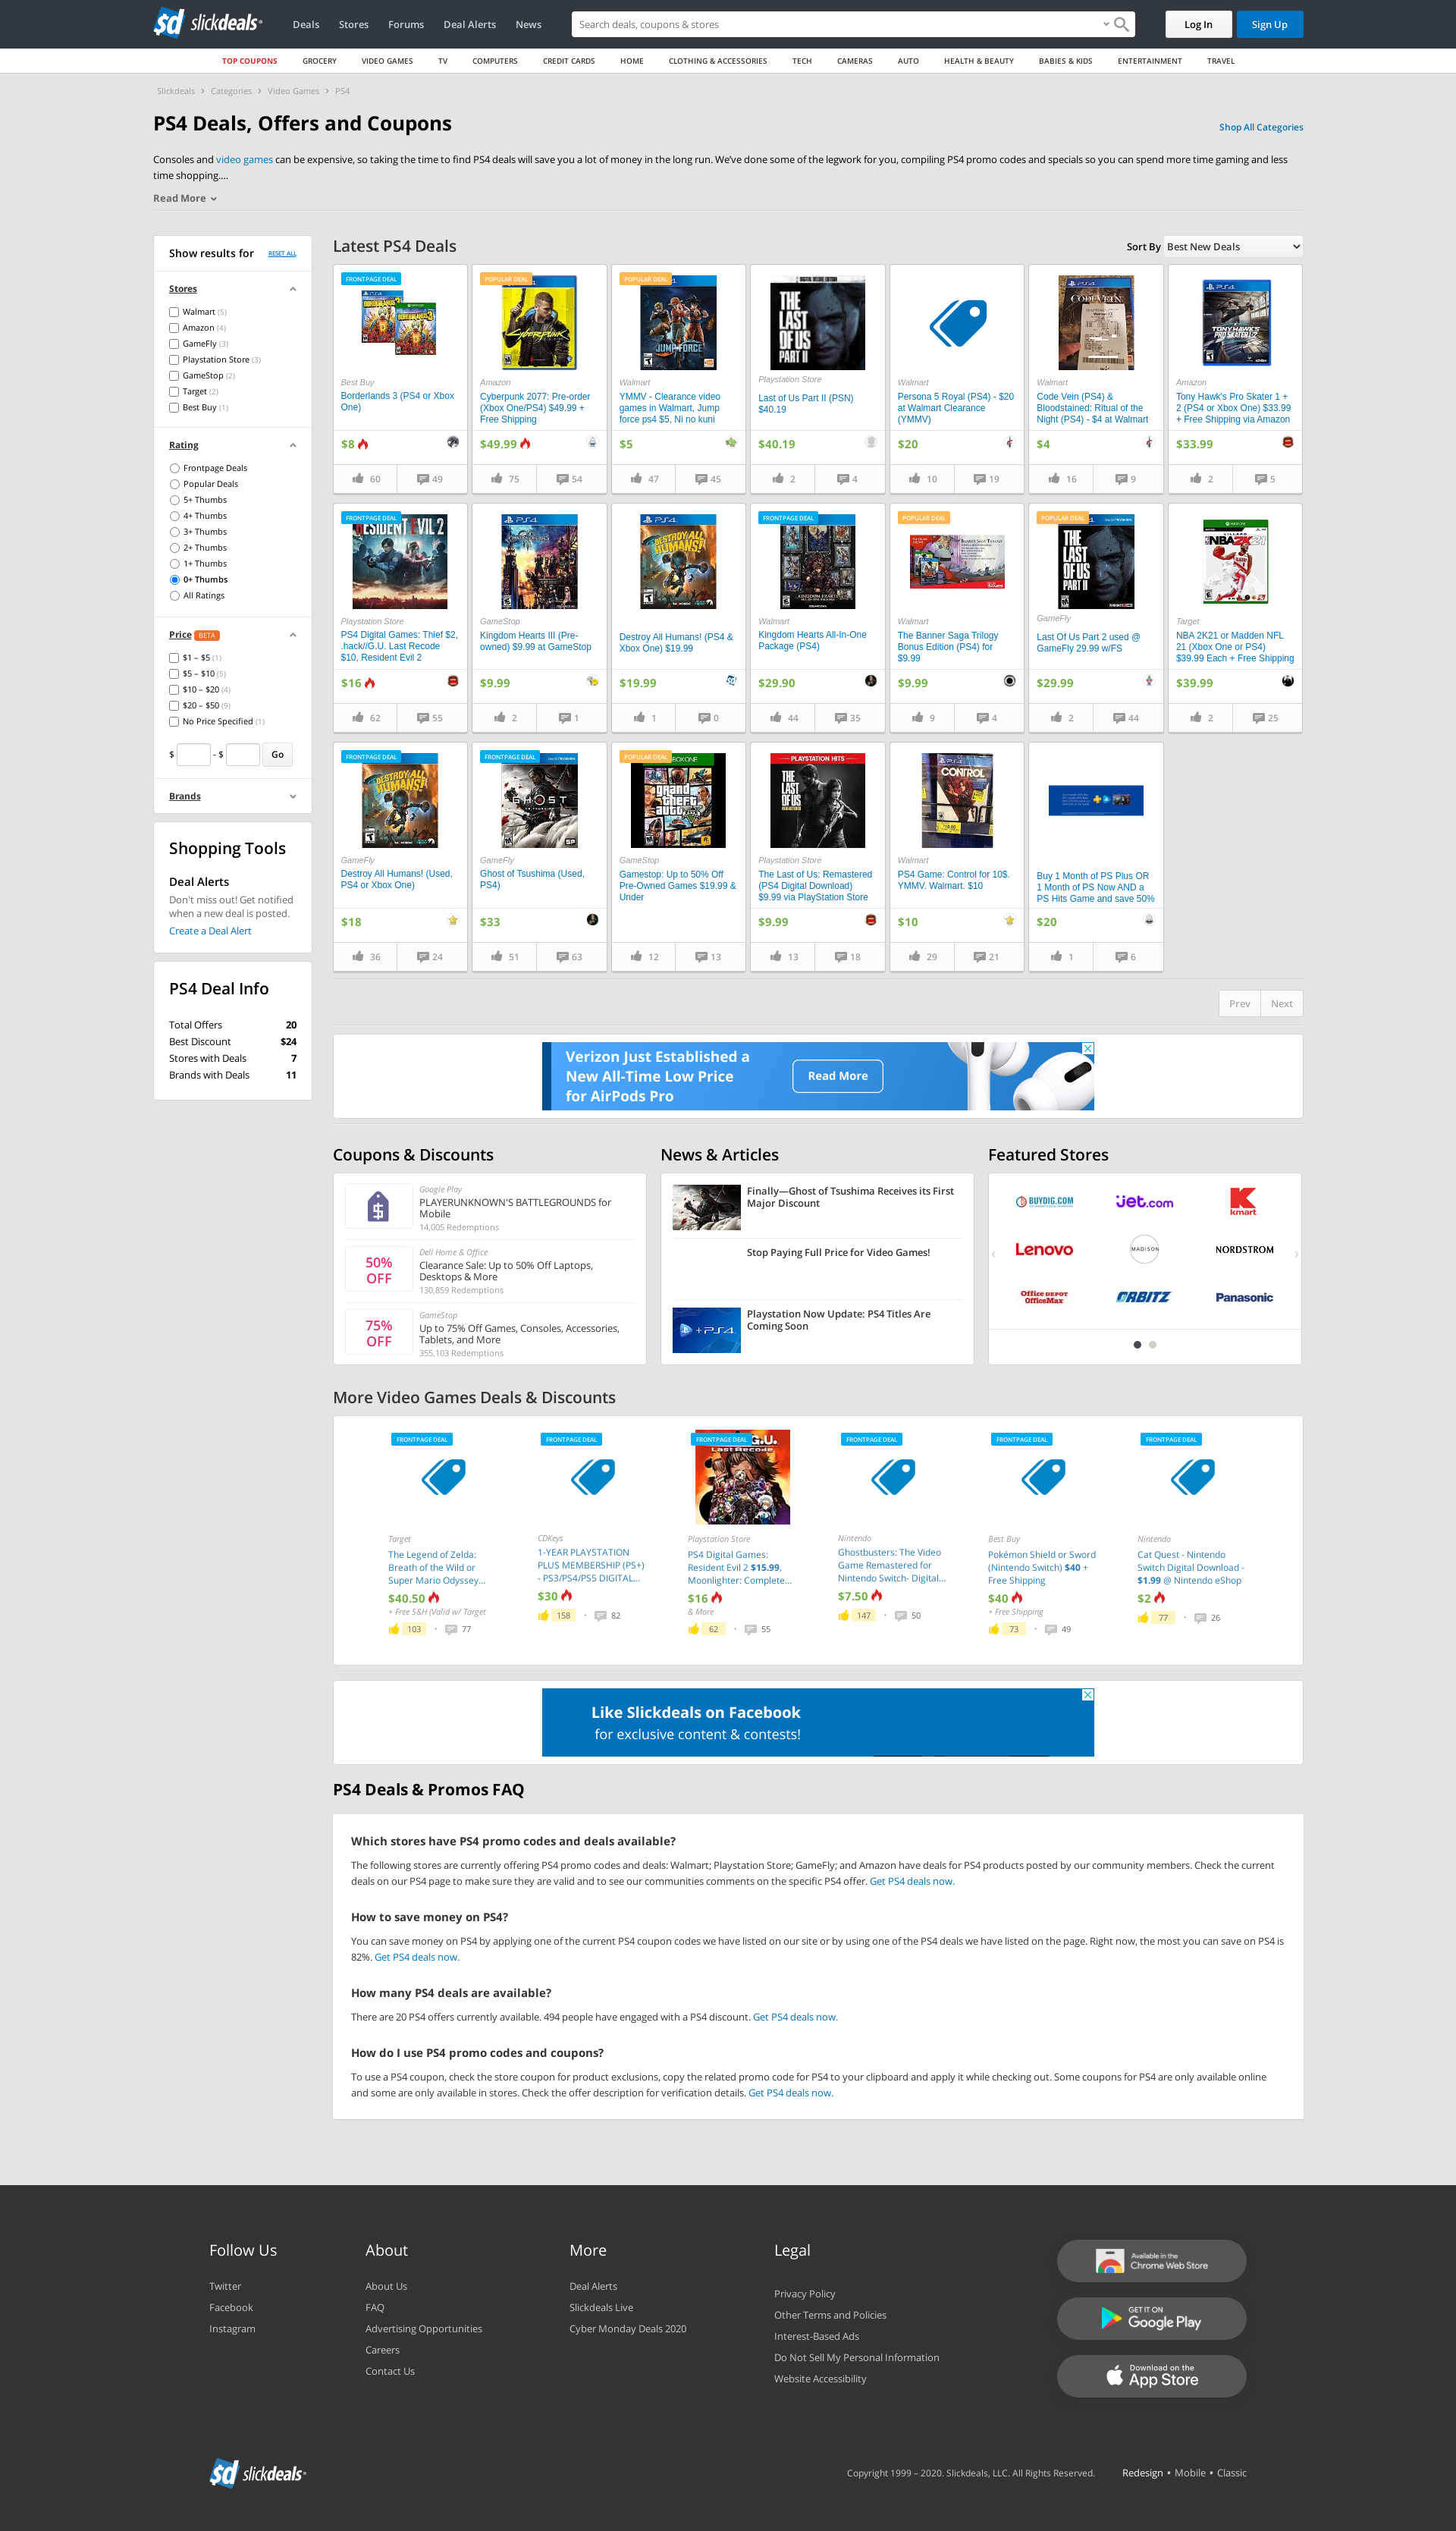 slickdeals
Deals Stores Forums Deal Alerts News
Search deals, coupons & stores
Log In Sign Up
TOP COUPONS GROCERY VIDEO GAMES TV COMPUTERS CREDIT CARDS HOME CLOTHING & ACCESSORIES TECH CAMERAS AUTO HEALTH & BEAUTY BABIES & KIDS ENTERTAINMENT TRAVEL
Slickdeals › Categories › Video Games › PS4
PS4 Deals, Offers and Coupons
Shop All Categories
Consoles and video games can be expensive, so taking the time to find PS4 deals will save you a lot of money in the long run. We've done some of the legwork for you, compiling PS4 promo codes and specials so you can spend more time gaming and less
time shopping....
Read More
Show results for RESET ALL
Stores
Walmart (5)
Amazon (4)
GameFly (3)
Playstation Store (3)
GameStop (2)
Target (2)
Best Buy (1)
Rating
Frontpage Deals
Popular Deals
5+ Thumbs
4+ Thumbs
3+ Thumbs
2+ Thumbs
1+ Thumbs
0+ Thumbs
All Ratings
Price BETA
$1 – $5 (1)
$5 – $10 (5)
$10 – $20 (4)
$20 – $50 (9)
No Price Specified (1)
$ - $ Go
Brands
Shopping Tools
Deal Alerts
Don't miss out! Get notified
when a new deal is posted.
Create a Deal Alert
PS4 Deal Info
Total Offers 20
Best Discount $24
Stores with Deals 7
Brands with Deals 11
Latest PS4 Deals
Sort By Best New Deals
FRONTPAGE DEAL
Best Buy
Borderlands 3 (PS4 or Xbox
One)
$8
60 49
POPULAR DEAL
Amazon
Cyberpunk 2077: Pre-order
(Xbox One/PS4) $49.99 +
Free Shipping
$49.99
75 54
POPULAR DEAL
JUMP FORCE
Walmart
YMMV - Clearance video
games in Walmart, Jump
force ps4 $5, Ni no kuni
$5
47 45
THE
LAST
OF US
PART II
Playstation Store
Last of Us Part II (PSN)
$40.19
$40.19
2 4
Walmart
Persona 5 Royal (PS4) - $20
at Walmart Clearance
(YMMV)
$20
10 19
CODE VEIN
Walmart
Code Vein (PS4) &
Bloodstained: Ritual of the
Night (PS4) - $4 at Walmart
$4
16 9
TONY HAWK'S
PRO SKATER 1+2
Amazon
Tony Hawk's Pro Skater 1 +
2 (PS4 or Xbox One) $33.99
+ Free Shipping via Amazon
$33.99
2 5
FRONTPAGE DEAL
RESIDENT EVIL 2
Playstation Store
PS4 Digital Games: Thief $2,
.hack//G.U. Last Recode
$10, Resident Evil 2
$16
62 55
PS4
GameStop
Kingdom Hearts III (Pre-
owned) $9.99 at GameStop
$9.99
2 1
PS4
DESTROY ALL
HUMANS!
Destroy All Humans! (PS4 &
Xbox One) $19.99
$19.99
1 0
FRONTPAGE DEAL
KINGDOM HEARTS
Walmart
Kingdom Hearts All-In-One
Package (PS4)
$29.90
44 35
POPULAR DEAL
Walmart
The Banner Saga Trilogy
Bonus Edition (PS4) for
$9.99
$9.99
9 4
POPULAR DEAL
THE
LAST
OF US
PART II
GameFly
Last Of Us Part 2 used @
GameFly 29.99 w/FS
$29.99
2 44
NBA 2K21
Target
NBA 2K21 or Madden NFL
21 (Xbox One or PS4)
$39.99 Each + Free Shipping
$39.99
2 25
FRONTPAGE DEAL
DESTROY ALL
HUMANS!
GameFly
Destroy All Humans! (Used,
PS4 or Xbox One)
$18
36 24
FRONTPAGE DEAL
GHOST
GameFly
Ghost of Tsushima (Used,
PS4)
$33
51 63
POPULAR DEAL
XBOX ONE
grand
theft
auto
GameStop
Gamestop: Up to 50% Off
Pre-Owned Games $19.99 &
Under
12 13
PLAYSTATION HITS
THE
LAST
OF US
Playstation Store
The Last of Us: Remastered
(PS4 Digital Download)
$9.99 via PlayStation Store
$9.99
13 18
CONTROL
Walmart
PS4 Game: Control for 10$.
YMMV. Walmart. $10
$10
29 21
Buy 1 Month of PS Plus OR
1 Month of PS Now AND a
PS Hits Game and save 50%
$20
1 6
Prev Next
Verizon Just Established a
New All-Time Low Price
for AirPods Pro
Read More
Coupons & Discounts
Google Play
PLAYERUNKNOWN'S BATTLEGROUNDS for
Mobile
14,005 Redemptions
50%
OFF
Dell Home & Office
Clearance Sale: Up to 50% Off Laptops,
Desktops & More
130,859 Redemptions
75%
OFF
GameStop
Up to 75% Off Games, Consoles, Accessories,
Tablets, and More
355,103 Redemptions
News & Articles
Finally—Ghost of Tsushima Receives its First
Major Discount
Stop Paying Full Price for Video Games!
+PS4
Playstation Now Update: PS4 Titles Are
Coming Soon
Featured Stores
BUYDIG.COM Jet.com kmart
Lenovo MADISON NORDSTROM
Office DEPOT
OfficeMax
ORBITZ Panasonic
More Video Games Deals & Discounts
FRONTPAGE DEAL
Target
The Legend of Zelda:
Breath of the Wild or
Super Mario Odyssey...
$40.50
+ Free S&H (Valid w/ Target
103 · 77
FRONTPAGE DEAL
CDKeys
1-YEAR PLAYSTATION
PLUS MEMBERSHIP (PS+)
- PS3/PS4/PS5 DIGITAL...
$30
158 · 82
FRONTPAGE DEAL
Last Recode
Playstation Store
PS4 Digital Games:
Resident Evil 2 $15.99,
Moonlighter: Complete...
$16
& More
62 · 55
FRONTPAGE DEAL
Nintendo
Ghostbusters: The Video
Game Remastered for
Nintendo Switch- Digital...
$7.50
147 · 50
FRONTPAGE DEAL
Best Buy
Pokémon Shield or Sword
(Nintendo Switch) $40 +
Free Shipping
$40
+ Free Shipping
73 · 49
FRONTPAGE DEAL
Nintendo
Cat Quest - Nintendo
Switch Digital Download -
$1.99 @ Nintendo eShop
$2
77 · 26
Like Slickdeals on Facebook
for exclusive content & contests!
PS4 Deals & Promos FAQ
Which stores have PS4 promo codes and deals available?
The following stores are currently offering PS4 promo codes and deals: Walmart; Playstation Store; GameFly; and Amazon have deals for PS4 products posted by our community members. Check the current
deals on our PS4 page to make sure they are valid and to see our communities comments on the specific PS4 offer. Get PS4 deals now.
How to save money on PS4?
You can save money on PS4 by applying one of the current PS4 coupon codes we have listed on our site or by using one of the PS4 deals we have listed on the page. Right now, the most you can save on PS4 is
82%. Get PS4 deals now.
How many PS4 deals are available?
There are 20 PS4 offers currently available. 494 people have engaged with a PS4 discount. Get PS4 deals now.
How do I use PS4 promo codes and coupons?
To use a PS4 coupon, check the store coupon for product exclusions, copy the related promo code for PS4 to your clipboard and apply it while checking out. Some coupons for PS4 are only available online
and some are only available in stores. Check the offer description for verification details. Get PS4 deals now.
Follow Us
Twitter
Facebook
Instagram
About
About Us
FAQ
Advertising Opportunities
Careers
Contact Us
More
Deal Alerts
Slickdeals Live
Cyber Monday Deals 2020
Legal
Privacy Policy
Other Terms and Policies
Interest-Based Ads
Do Not Sell My Personal Information
Website Accessibility
Available in the
Chrome Web Store
GET IT ON
Google Play
Download on the
App Store
slickdeals
Copyright 1999 – 2020. Slickdeals, LLC. All Rights Reserved. Redesign • Mobile • Classic